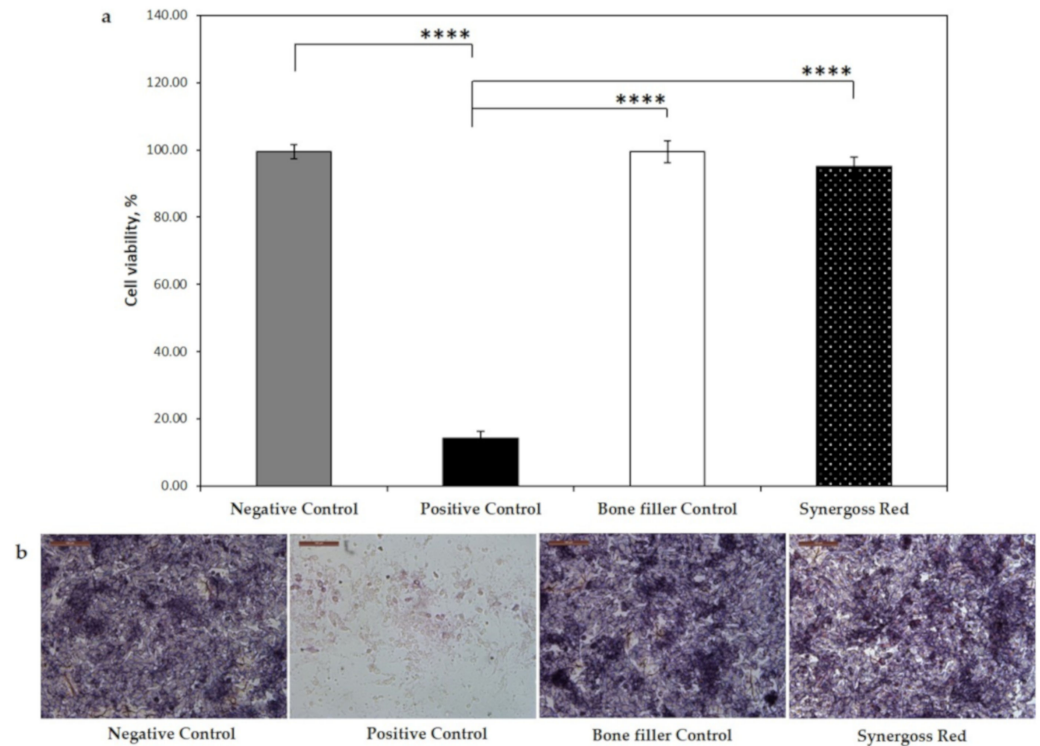 a
140.00
120.00
100.00
80.00
60.00
40.00
20.00
0.00
Cell viability, %
****
****
****
Negative Control
Positive Control
Bone filler Control
Synergoss Red
b
Negative Control
Positive Control
Bone filler Control
Synergoss Red